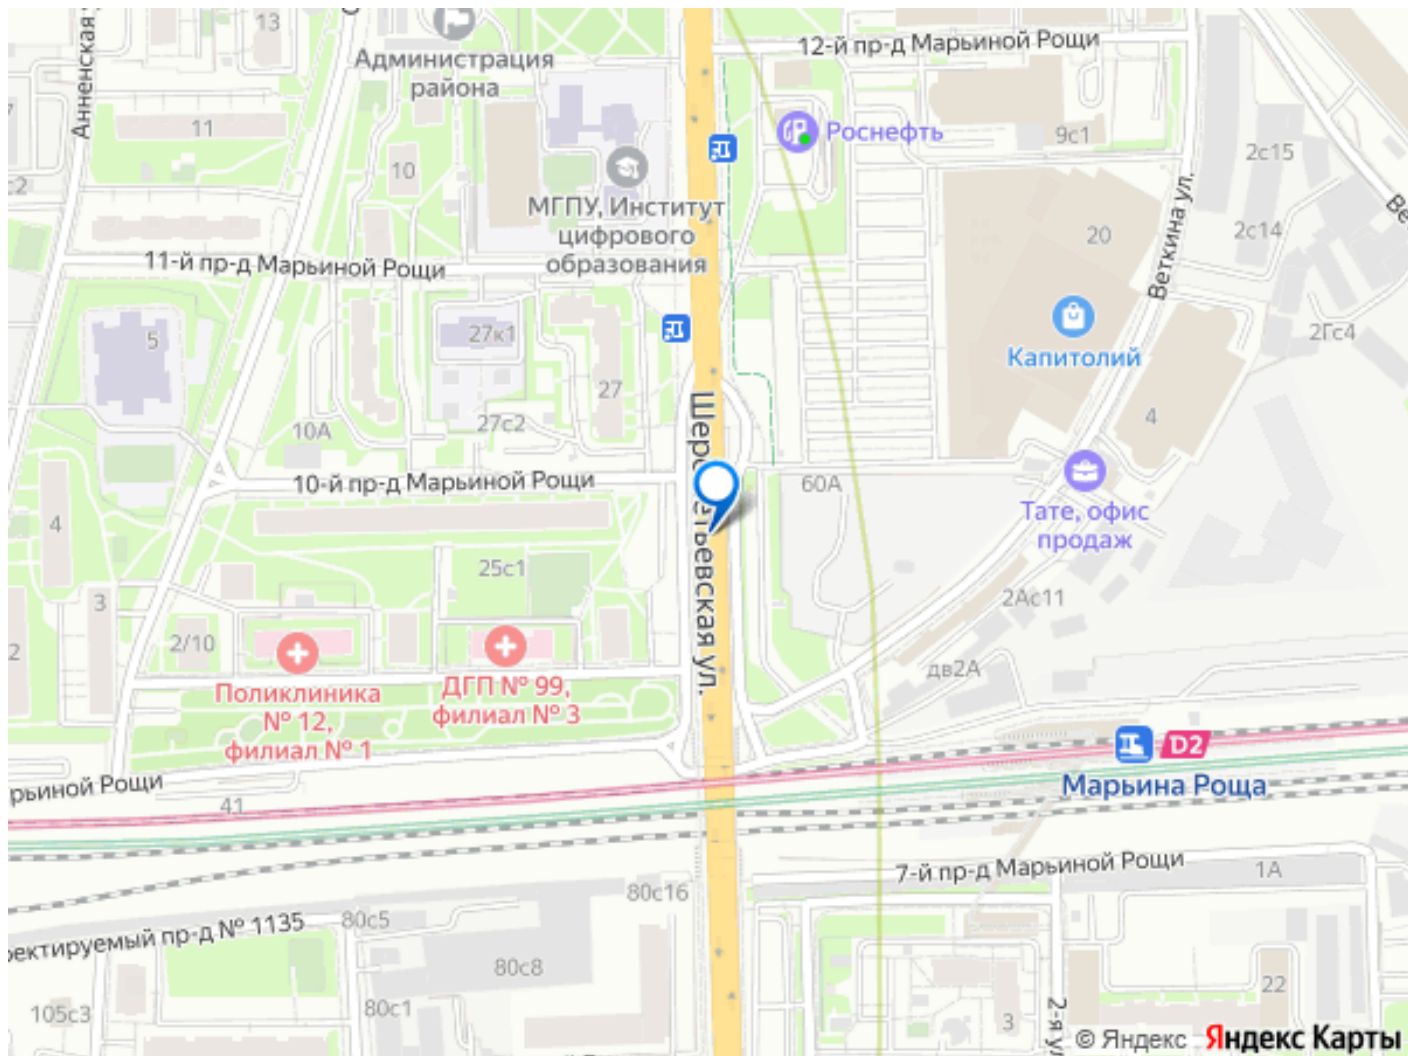 13
Анненская
Администрация
района
12-й пр-д Марьиной Рощи
11
Роснефть
9с1
2с15
10
МГПУ, Институт
цифрового
образования
2с14
20
Веткина ул.
11-й пр-д Марьиной Рощи
5
27к1
Капитолий
2Гс4
27
10А
27с2
4
Шереметьевская ул.
10-й пр-д Марьиной Рощи
60А
Тате, офис
продаж
4
25с1
3
2Ас11
2/10
2
дв2А
Поликлиника
№ 12,
филиал № 1
ДГП № 99,
филиал № 3
D2
Марьина Роща
рьиной Рощи
41
7-й пр-д Марьиной Рощи
1А
80с16
80с5
ректируемый пр-д № 1135
80с8
80с1
105с3
22
3
2-я ул
© Яндекс Яндекс Карты